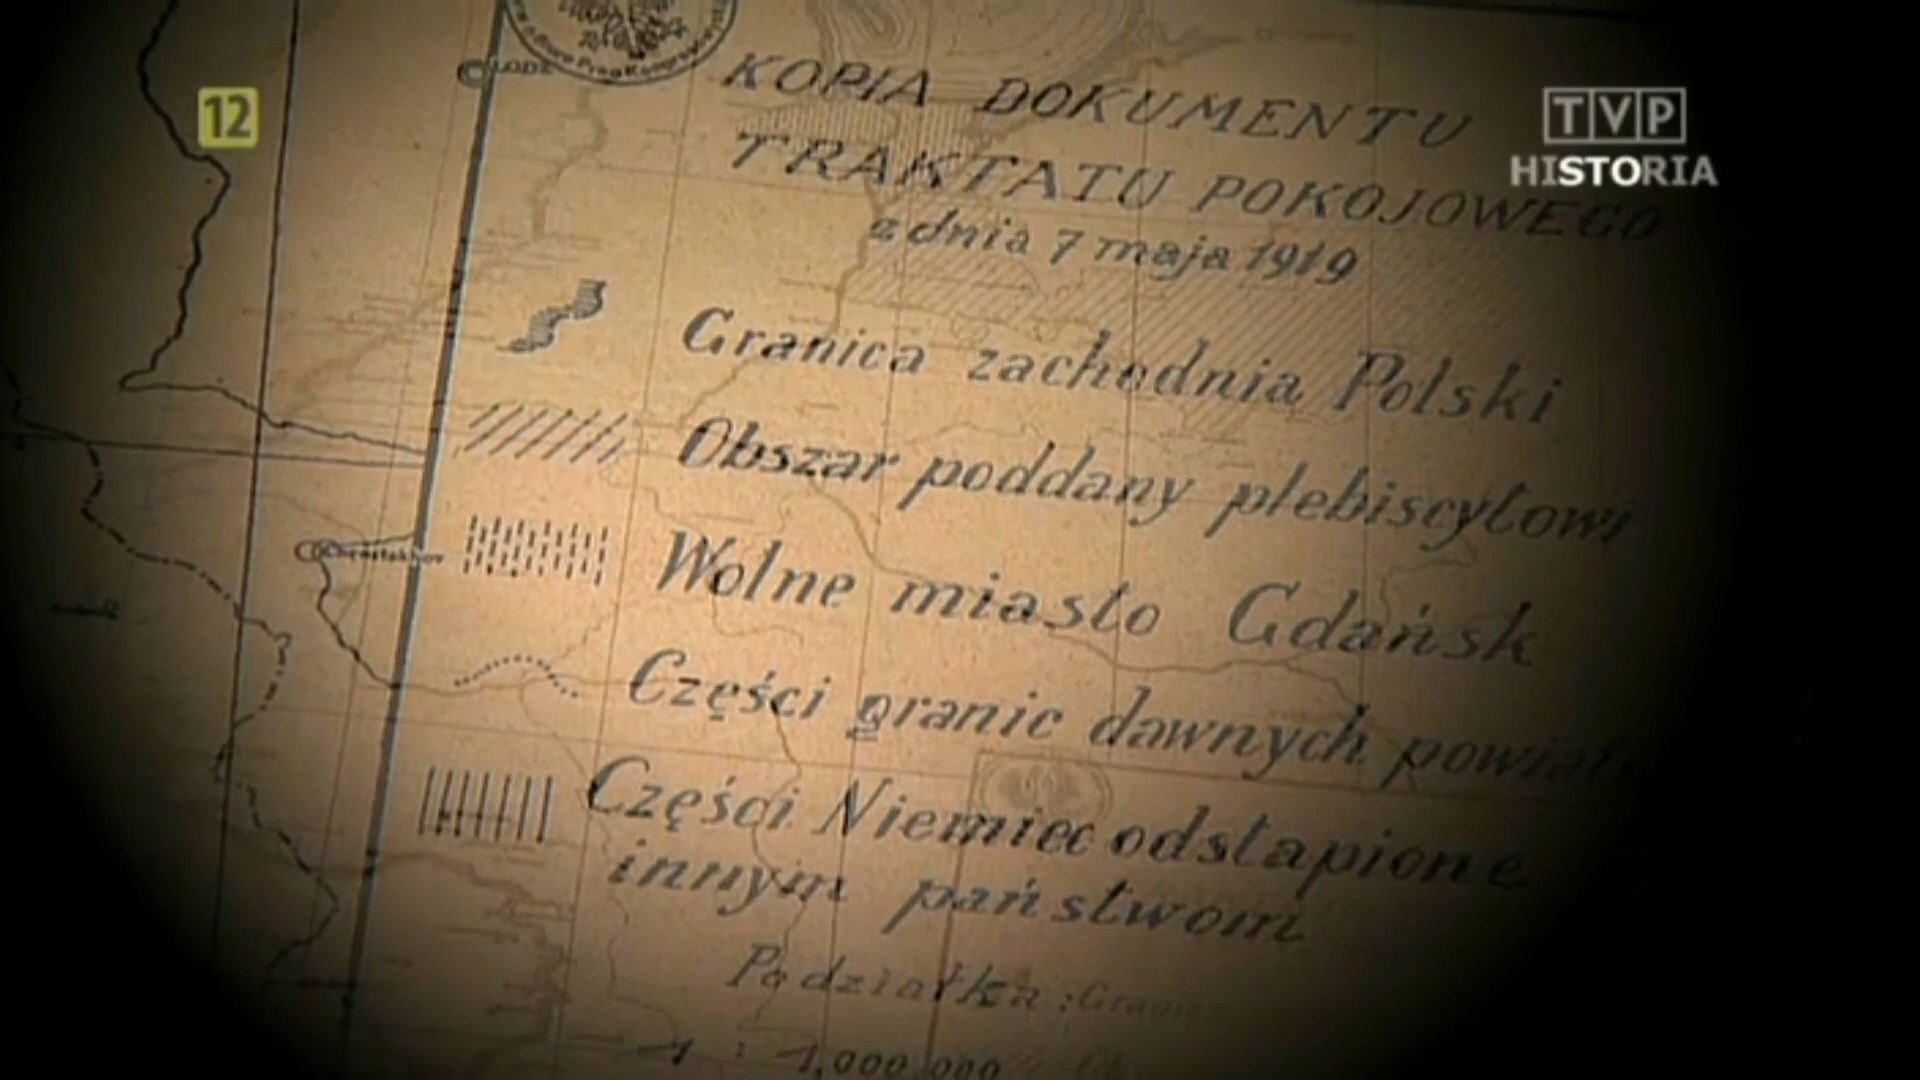 12
TVP
HISTORIA
ŁODŹ
KOPIA DOKUMENTU
TRAKTATU POKOJOWEGO
z dnia 7 maja 1919
Granica zachodnia Polski
Obszar poddany plebiscytowi
Wolne miasto Gdańsk
Części granic dawnych
Części Niemiec odstąpione
innym państwom
Podziałka:
1 : 1,000,000